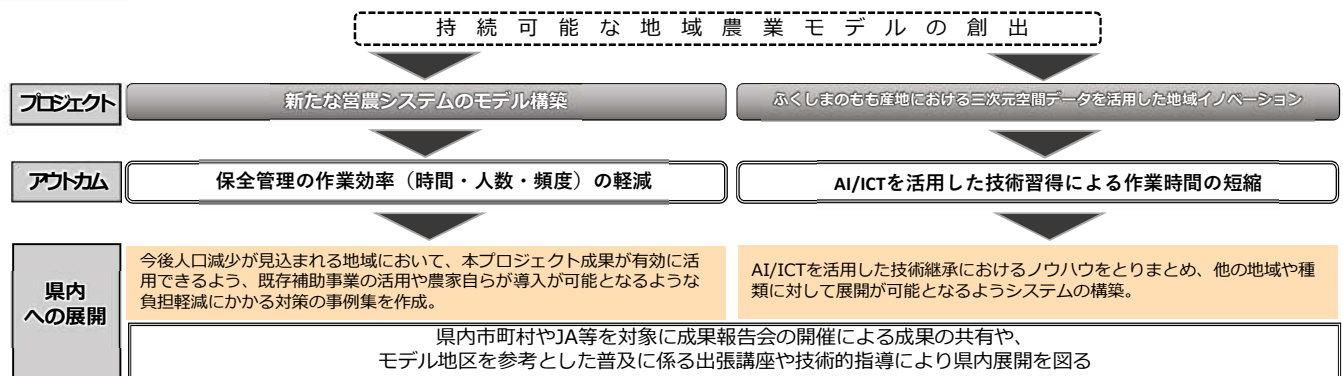 持続可能な地域農業モデルの創出
プロジェクト
新たな営農システムのモデル構築
ふくしまのもも産地における三次元空間データを活用した地域イノベーション
アウトカム
保全管理の作業効率（時間・人数・頻度）の軽減
AI/ICTを活用した技術習得による作業時間の短縮
県内
への展開
今後人口減少が見込まれる地域において、本プロジェクト成果が有効に活
用できるよう、既存補助事業の活用や農家自らが導入が可能となるような
負担軽減にかかる対策の事例集を作成。
AI/ICTを活用した技術継承におけるノウハウをとりまとめ、他の地域や種
類に対して展開が可能となるようシステムの構築。
県内市町村やJA等を対象に成果報告会の開催による成果の共有や、
モデル地区を参考とした普及に係る出張講座や技術的指導により県内展開を図る